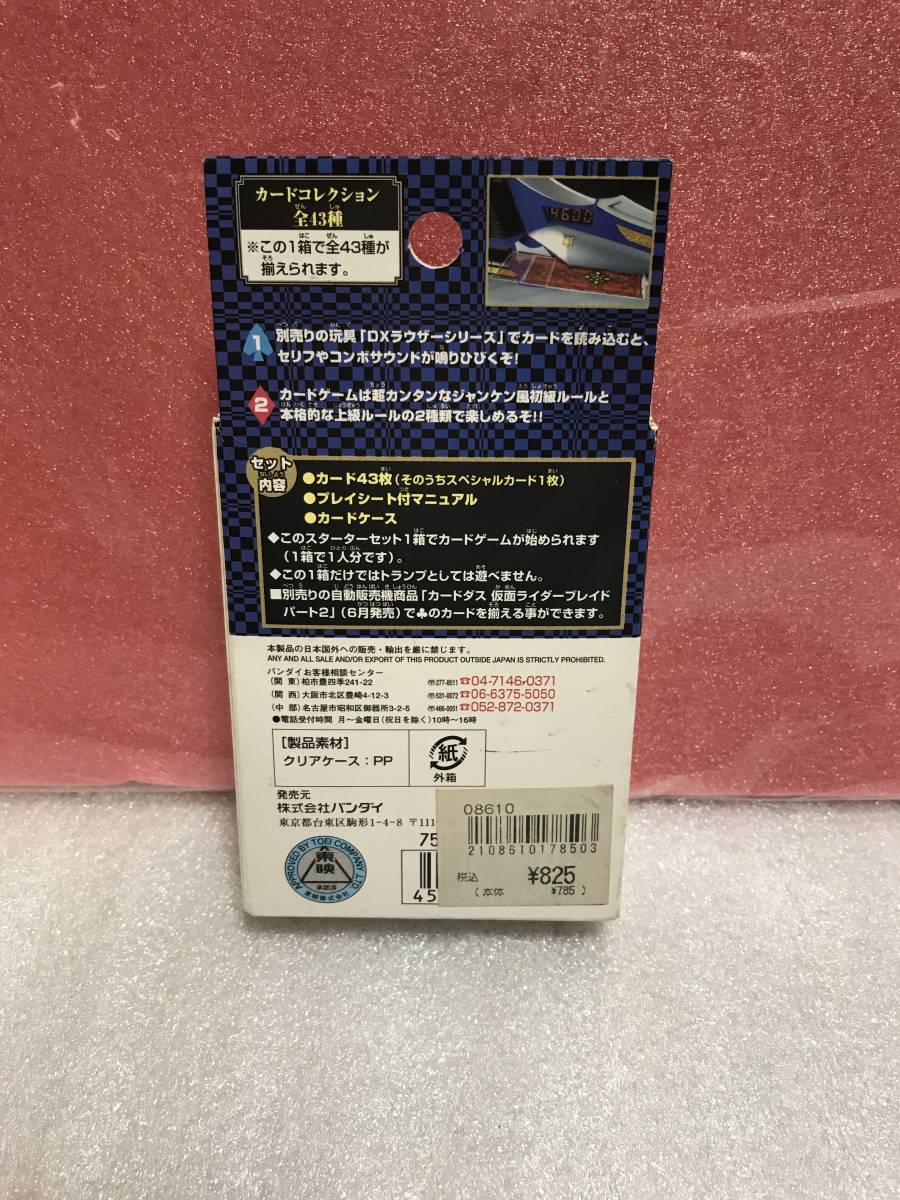 カードコレクション
全43種
※この1箱で全43種が
揃えられます。
4600
1 別売りの玩具「DXラウザーシリーズ」でカードを読み込むと、
セリフやコンボサウンドが鳴りひびくぞ!
2 カードゲームは超カンタンなジャンケン風初級ルールと
本格的な上級ルールの2種類で楽しめるぞ!!
セット
内容
●カード43枚(そのうちスペシャルカード1枚)
●プレイシート付マニュアル
●カードケース
◆このスターターセット1箱でカードゲームが始められます
(1箱で1人分です)。
◆この1箱だけではトランプとしては遊べません。
■別売りの自動販売機商品「カードダス 仮面ライダーブレイド
パート2」(6月発売)で♣のカードを揃える事ができます。
本製品の日本国外への販売・輸出を厳に禁じます。
ANY AND ALL SALE AND/OR EXPORT OF THIS PRODUCT OUTSIDE JAPAN IS STRICTLY PROHIBITED.
バンダイお客様相談センター
(関 東)柏市豊四季241-22 〠277-8511 ☎04-7146-0371
(関 西)大阪市北区豊崎4-12-3 〠531-0072 ☎06-6375-5050
(中 部)名古屋市昭和区御器所3-2-5 〠466-0051 ☎052-872-0371
●電話受付時間 月~金曜日(祝日を除く)10時~16時
[製品素材]
クリアケース:PP
紙
外箱
発売元
株式会社バンダイ
東京都台東区駒形1-4-8 〒111
75
45
APPROVED BY TOEI COMPANY, LTD.
東映
承認済
東映株式会社
08610
2108610178503
税込 ¥825
(本体 ¥785)